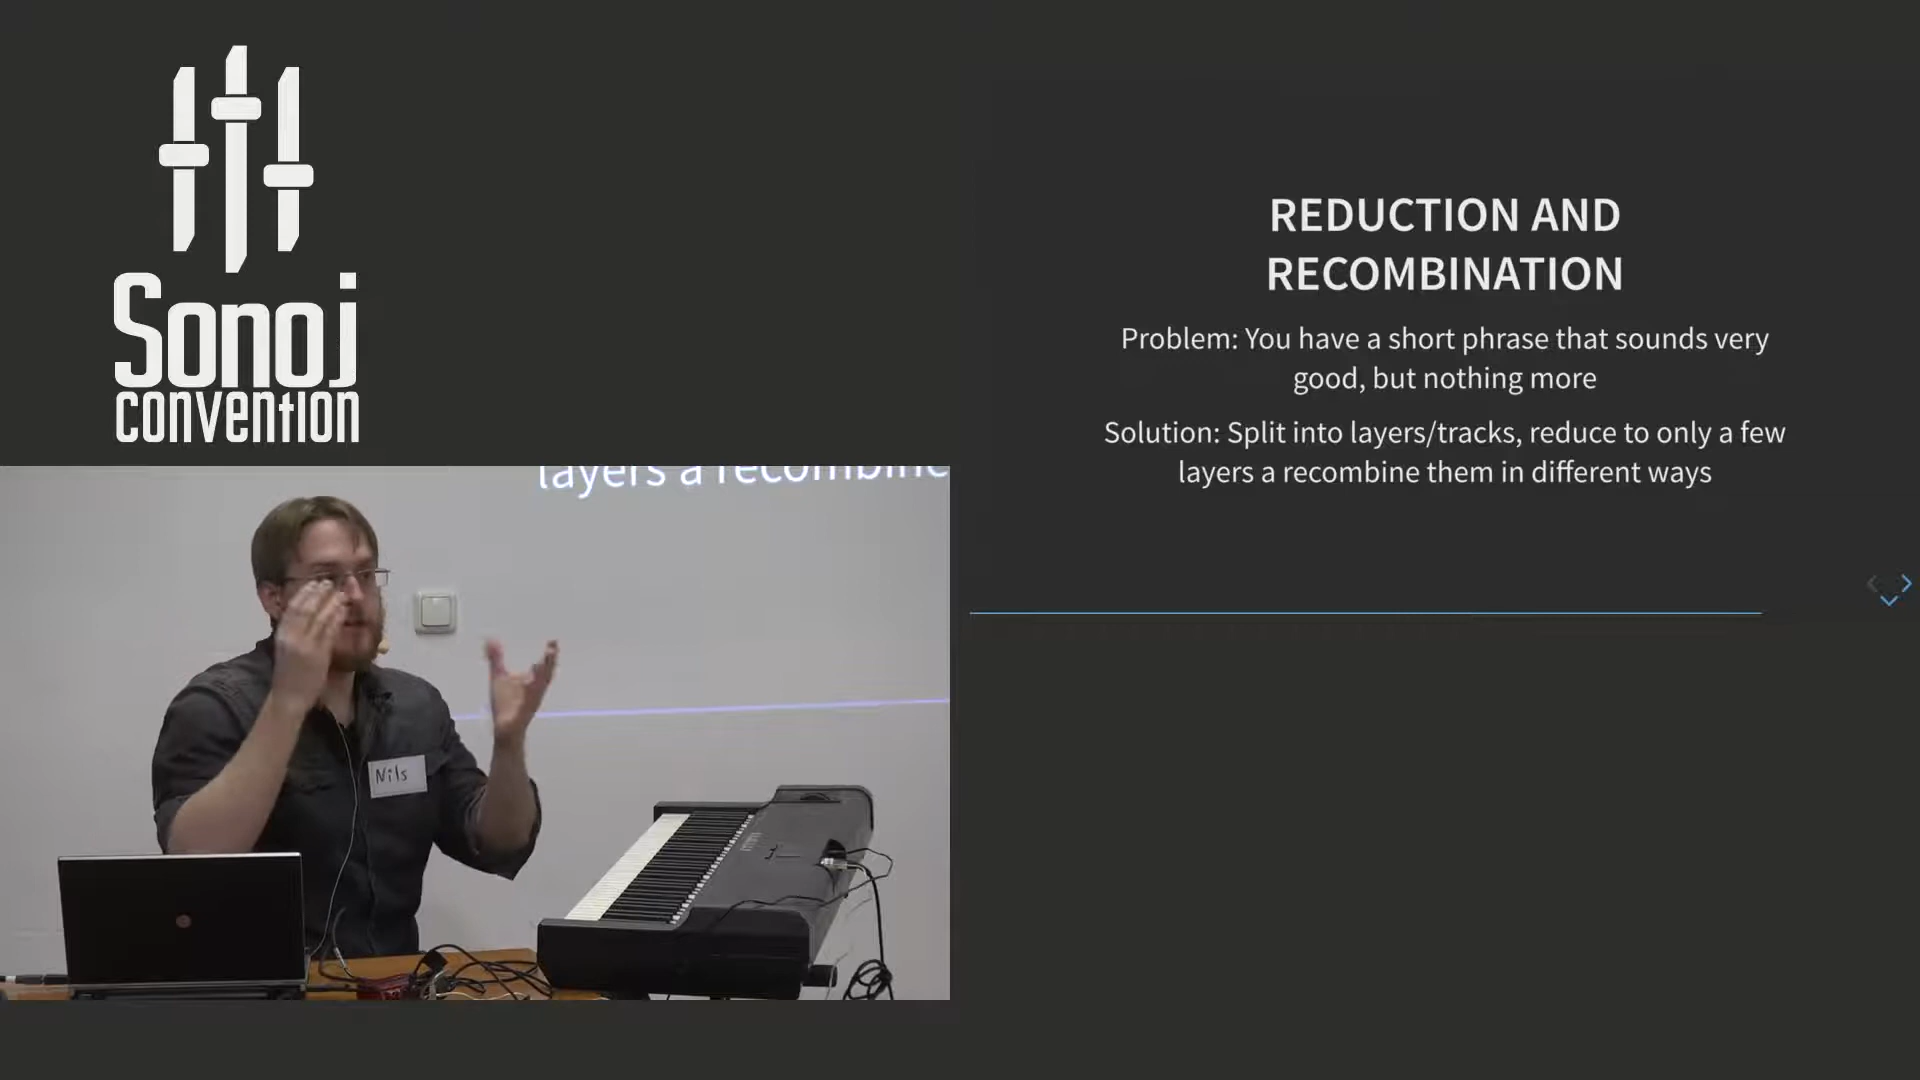 Sonoj
convention
REDUCTION AND
RECOMBINATION
Problem: You have a short phrase that sounds very
good, but nothing more
Solution: Split into layers/tracks, reduce to only a few
layers a recombine them in different ways
layers a recombine
Nils